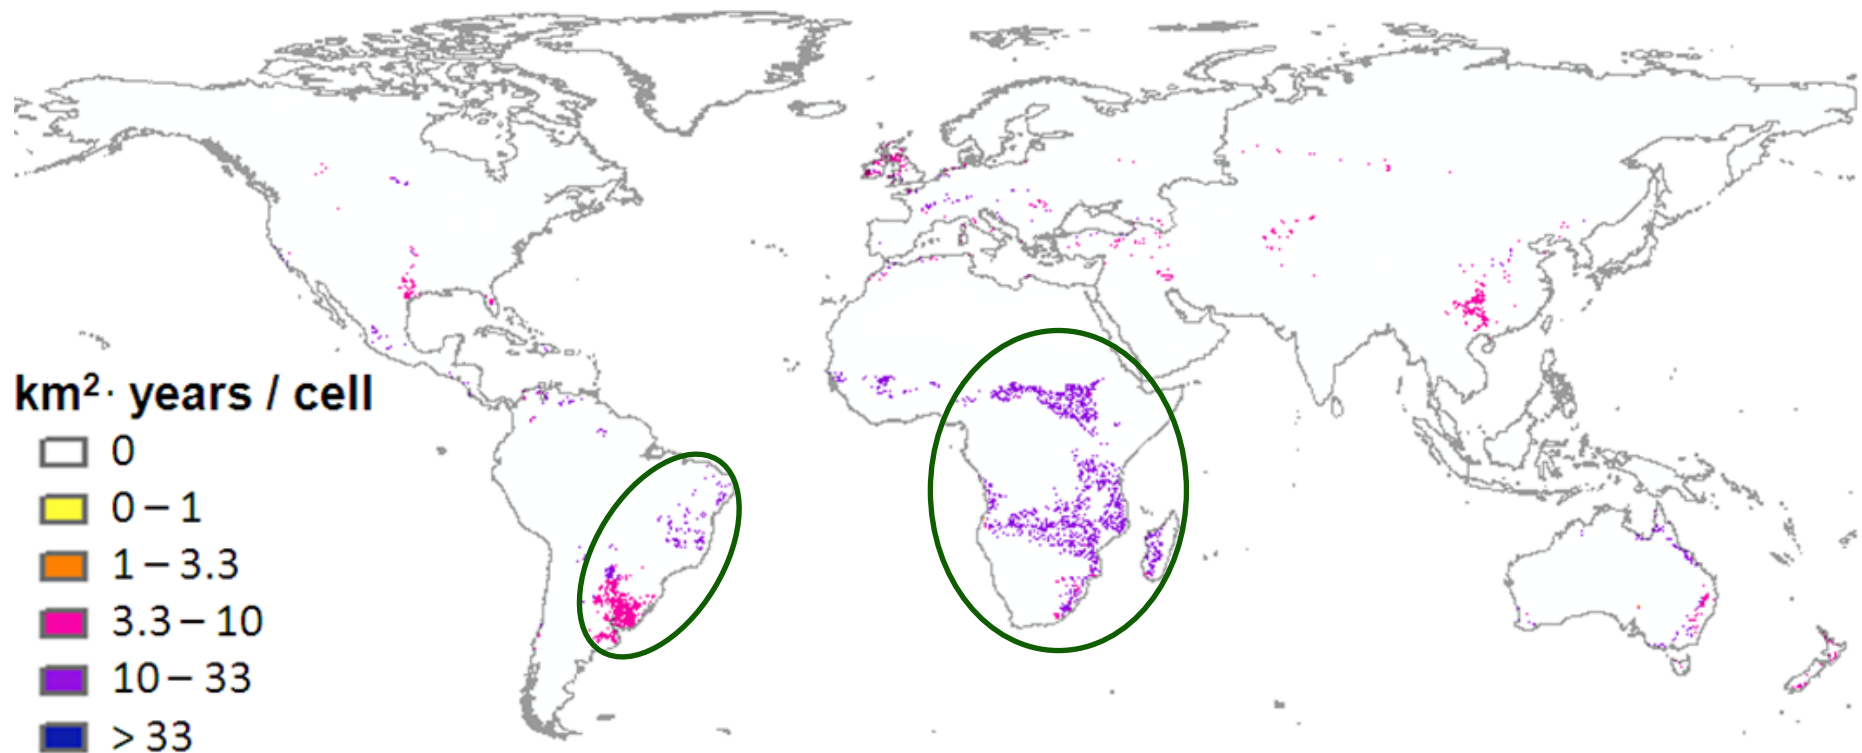 km²· years / cell
0
0 – 1
1 – 3.3
3.3 – 10
10 – 33
> 33